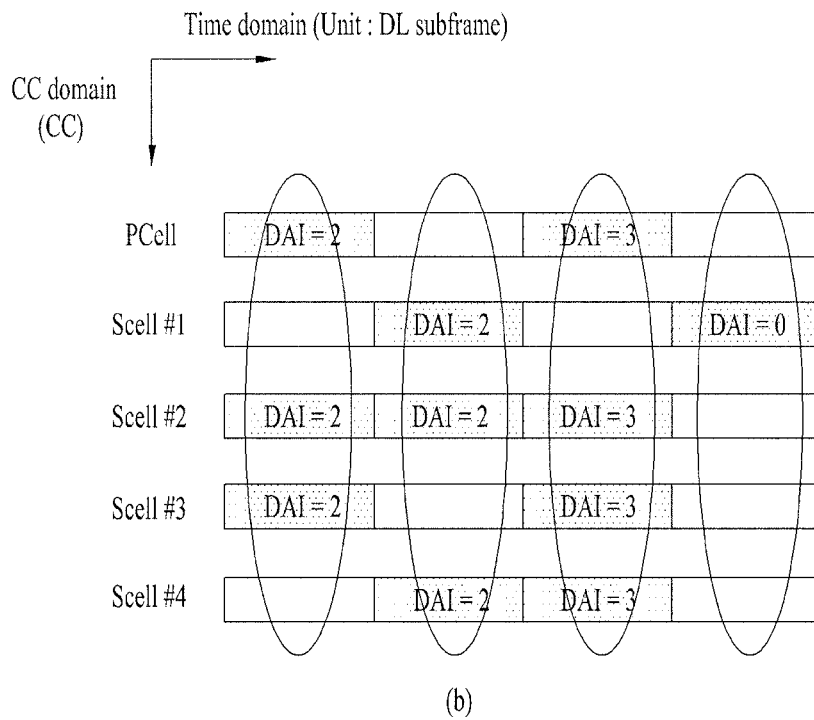 Time domain (Unit : DL subframe)
CC domain
(CC)
PCell DAI = 2 DAI = 3
Scell #1 DAI = 2 DAI = 0
Scell #2 DAI = 2 DAI = 2 DAI = 3
Scell #3 DAI = 2 DAI = 3
Scell #4 DAI = 2 DAI = 3
(b)